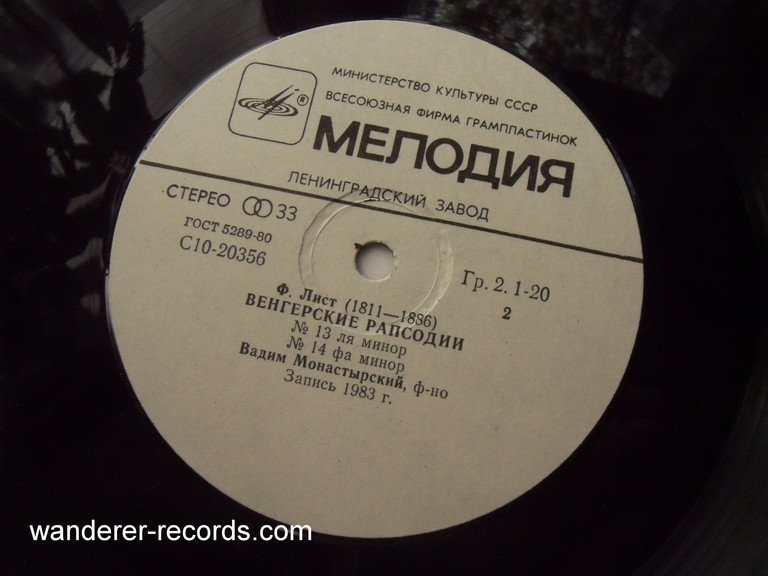 МИНИСТЕРСТВО КУЛЬТУРЫ СССР
ВСЕСОЮЗНАЯ ФИРМА ГРАМПЛАСТИНОК
®
МЕЛОДИЯ
ЛЕНИНГРАДСКИЙ ЗАВОД
СТЕРЕО 33
ГОСТ 5289-80
С10-20356
Гр. 2. 1-20
2
Ф. Лист (1811—1886)
ВЕНГЕРСКИЕ РАПСОДИИ
№ 13 ля минор
№ 14 фа минор
Вадим Монастырский, ф-но
Запись 1983 г.
wanderer-records.com